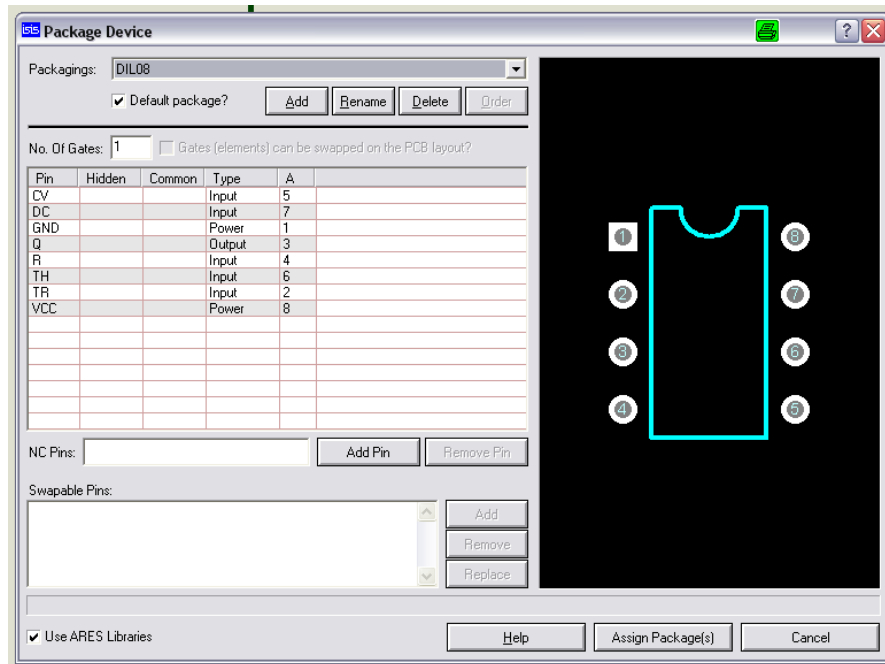 isis Package Device ?
Packagings: DIL08
Default package? Add Rename Delete Order
No. Of Gates: 1 Gates (elements) can be swapped on the PCB layout?
Pin Hidden Common Type A
CV Input 5
DC Input 7
GND Power 1
Q Output 3
R Input 4
TH Input 6
TR Input 2
VCC Power 8
1 8
2 7
3 6
4 5
NC Pins: Add Pin Remove Pin
Swapable Pins:
Add
Remove
Replace
Use ARES Libraries Help Assign Package(s) Cancel